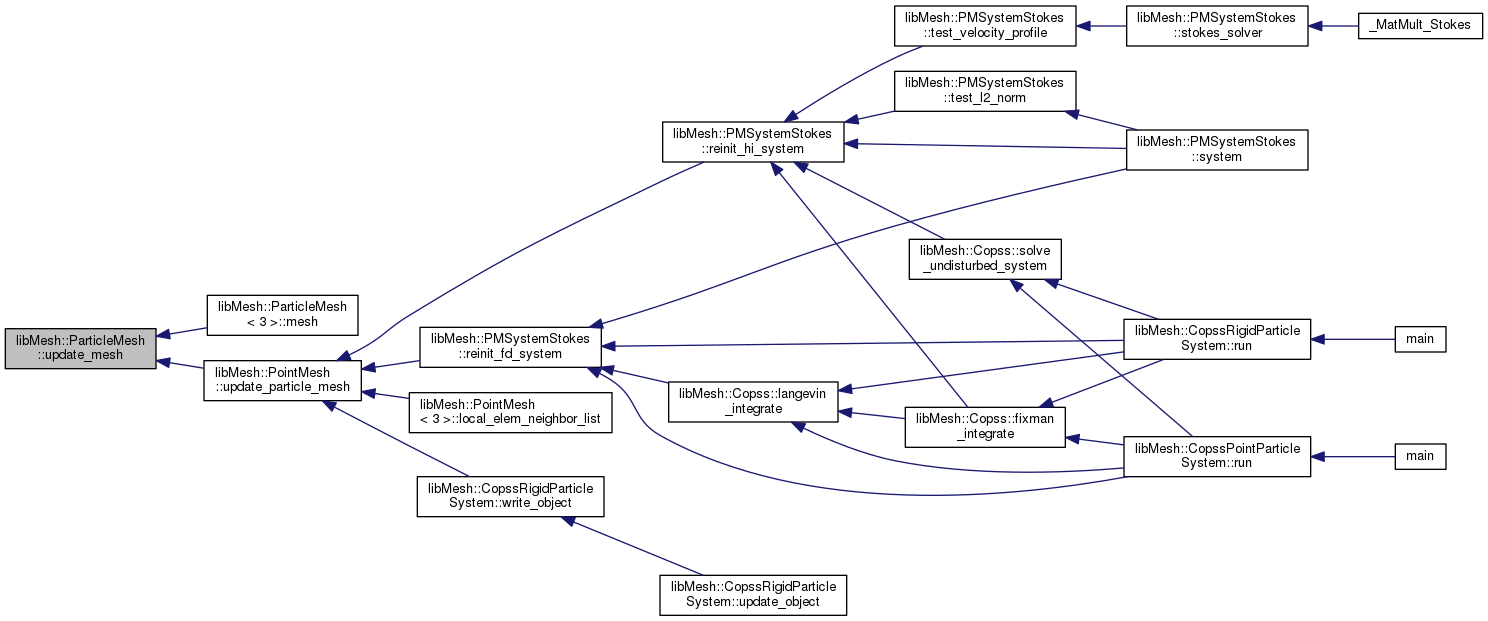 libMesh::PMSystemStokes
::test_velocity_profile
libMesh::PMSystemStokes
::stokes_solver
_MatMult_Stokes
libMesh::PMSystemStokes
::test_l2_norm
libMesh::PMSystemStokes
::reinit_hi_system
libMesh::PMSystemStokes
::system
libMesh::Copss::solve
_undisturbed_system
libMesh::ParticleMesh
< 3 >::mesh
libMesh::ParticleMesh
::update_mesh
libMesh::PMSystemStokes
::reinit_fd_system
libMesh::CopssRigidParticle
System::run
main
libMesh::PointMesh
::update_particle_mesh
libMesh::Copss::langevin
_integrate
libMesh::PointMesh
< 3 >::local_elem_neighbor_list
libMesh::Copss::fixman
_integrate
libMesh::CopssPointParticle
System::run
main
libMesh::CopssRigidParticle
System::write_object
libMesh::CopssRigidParticle
System::update_object